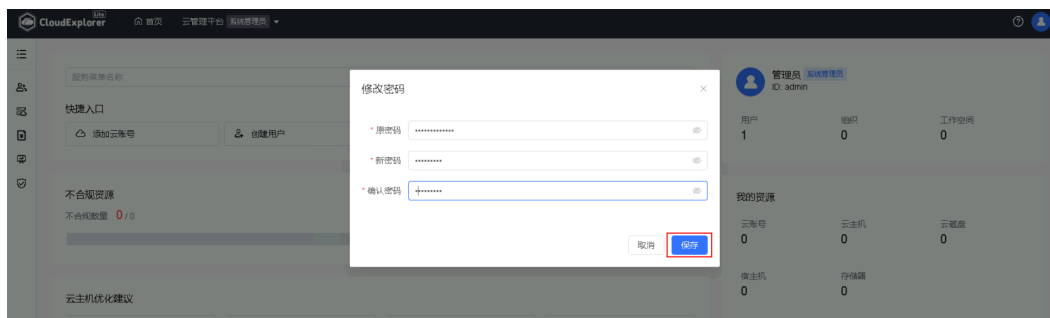 CloudExplorer Lite 首页 云管理平台 系统管理员
服务菜单名称
快捷入口
添加云账号 创建用户
不合规资源
不合规数量 0 / 0
云主机优化建议
修改密码
* 原密码
* 新密码
* 确认密码
取消 保存
管理员 系统管理员
ID: admin
用户 组织 工作空间
1 0 0
我的资源
云账号 云主机 云磁盘
0 0 0
宿主机 存储器
0 0